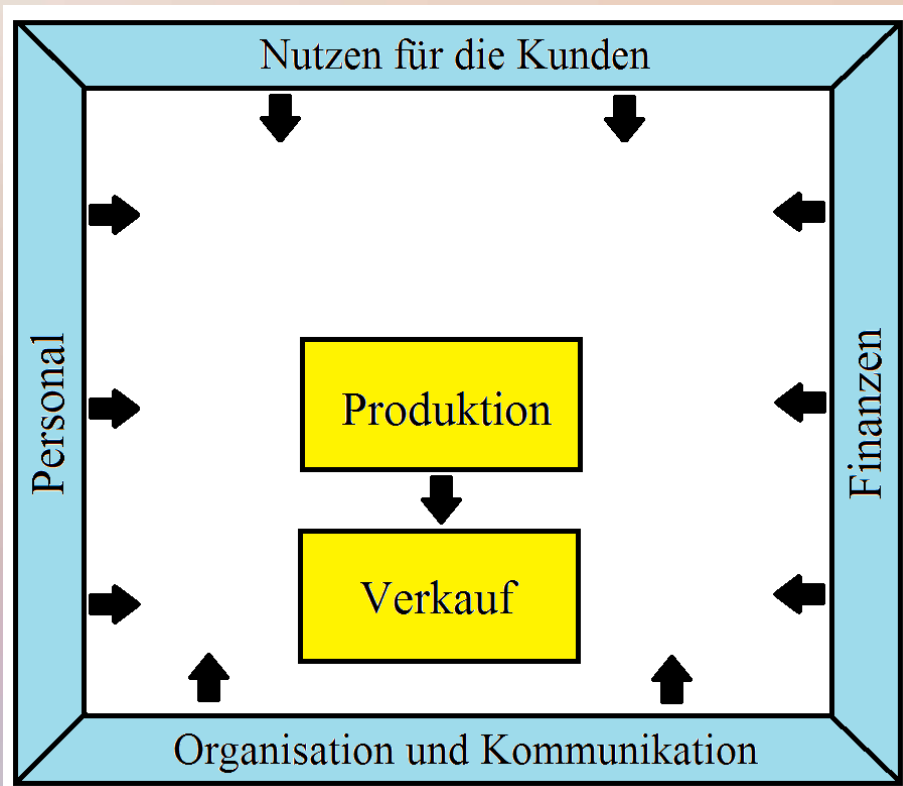 Nutzen für die Kunden
Personal
Produktion
Finanzen
Verkauf
Organisation und Kommunikation